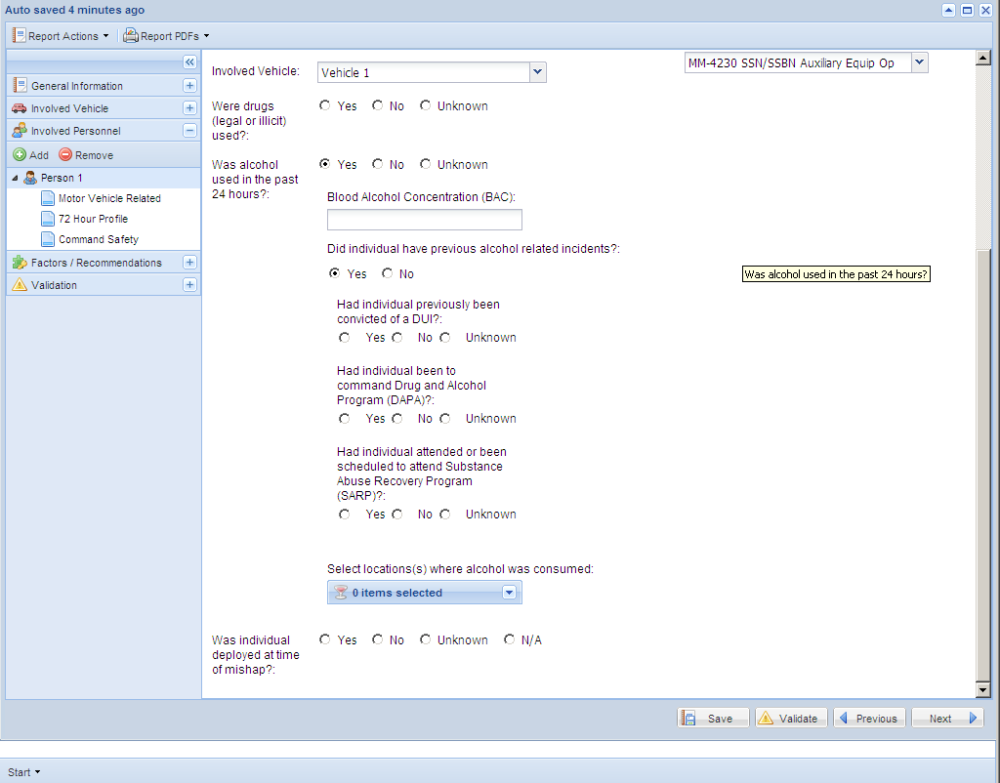 Auto saved 4 minutes ago
Report Actions Report PDFs
General Information
Involved Vehicle
Involved Personnel
Add Remove
Person 1
Motor Vehicle Related
72 Hour Profile
Command Safety
Factors / Recommendations
Validation
Involved Vehicle: Vehicle 1
MM-4230 SSN/SSBN Auxiliary Equip Op
Were drugs
(legal or illicit)
used?:
Yes No Unknown
Was alcohol
used in the past
24 hours?:
Yes No Unknown
Blood Alcohol Concentration (BAC):
Did individual have previous alcohol related incidents?:
Yes No
Was alcohol used in the past 24 hours?
Had individual previously been
convicted of a DUI?:
Yes No Unknown
Had individual been to
command Drug and Alcohol
Program (DAPA)?:
Yes No Unknown
Had individual attended or been
scheduled to attend Substance
Abuse Recovery Program
(SARP)?:
Yes No Unknown
Select locations(s) where alcohol was consumed:
0 items selected
Was individual
deployed at time
of mishap?:
Yes No Unknown N/A
Save Validate Previous Next
Start